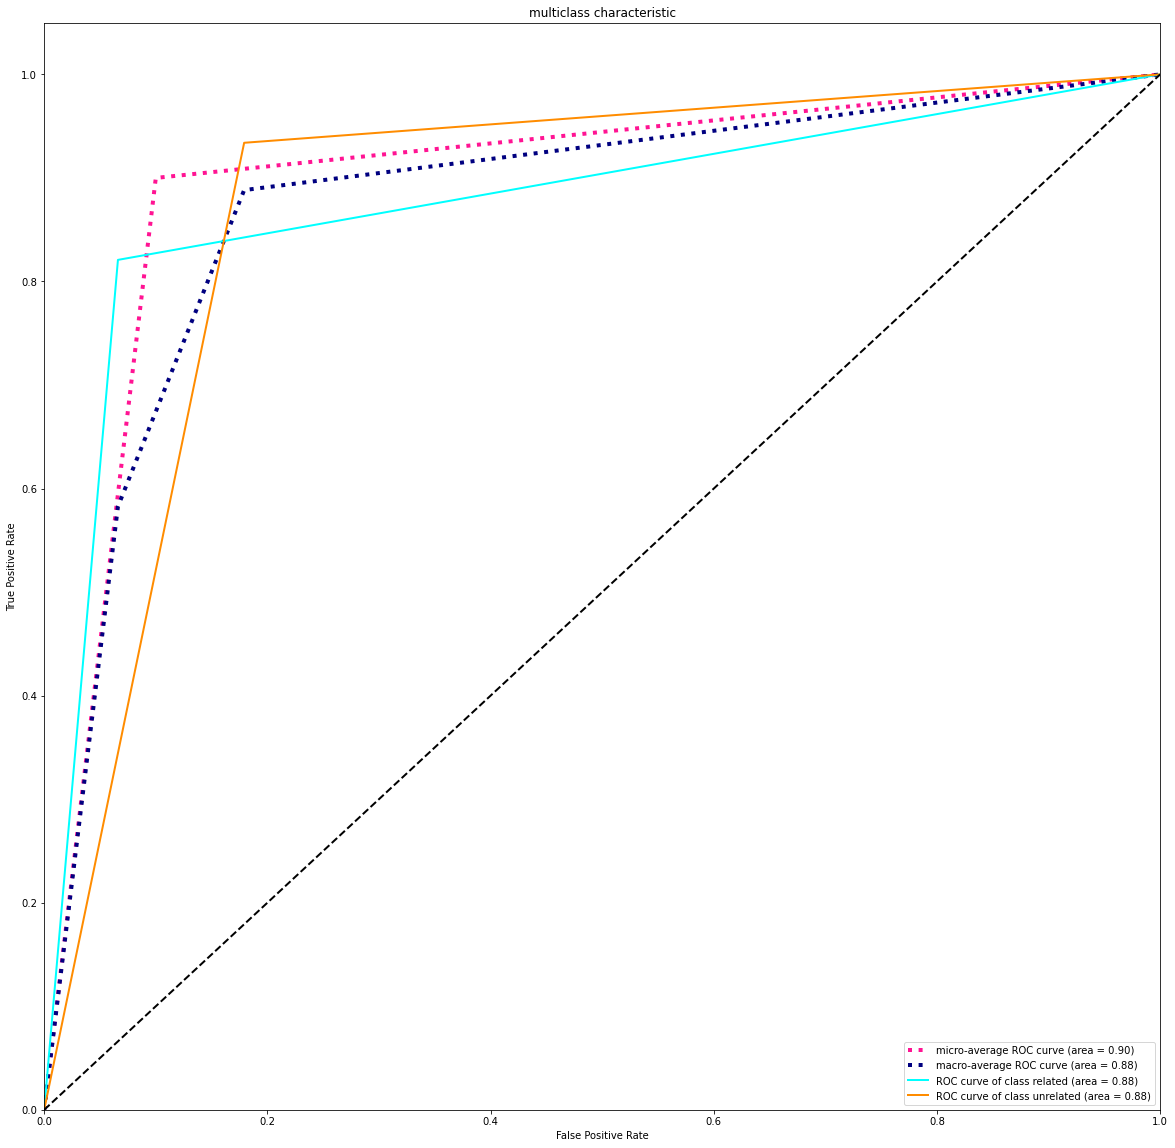 multiclass characteristic
1.0
0.8
0.6
0.4
0.2
0.0
True Positive Rate
micro-average ROC curve (area = 0.90)
macro-average ROC curve (area = 0.88)
ROC curve of class related (area = 0.88)
ROC curve of class unrelated (area = 0.88)
0.0 0.2 0.4 0.6 0.8 1.0
False Positive Rate